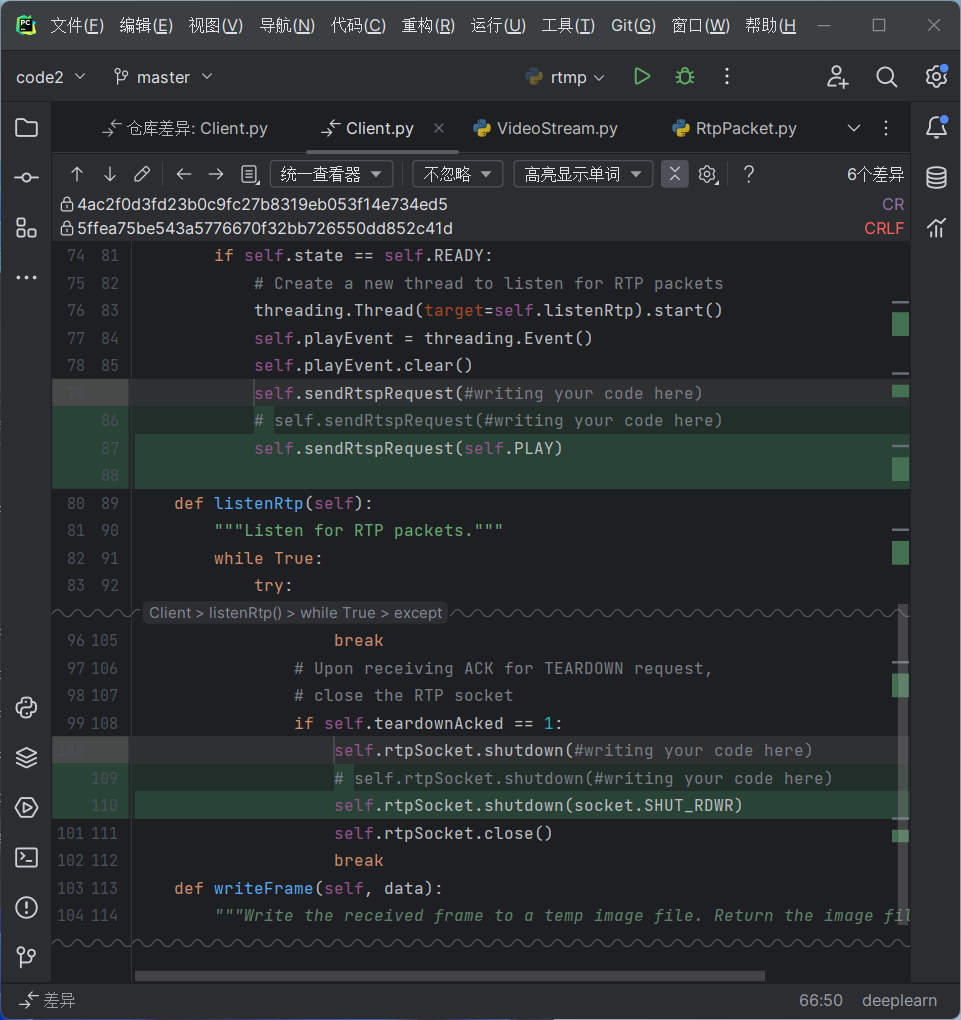 PC 文件(F) 编辑(E) 视图(V) 导航(N) 代码(C) 重构(R) 运行(U) 工具(T) Git(G) 窗口(W) 帮助(H
code2 master rtmp
仓库差异: Client.py Client.py VideoStream.py RtpPacket.py
统一查看器 不忽略 高亮显示单词 ? 6个差异
4ac2f0d3fd23b0c9fc27b8319eb053f14e734ed5 CR
5ffea75be543a5776670f32bb726550dd852c41d CRLF
74 81 if self.state == self.READY:
75 82 # Create a new thread to listen for RTP packets
76 83 threading.Thread(target=self.listenRtp).start()
77 84 self.playEvent = threading.Event()
78 85 self.playEvent.clear()
79 self.sendRtspRequest(#writing your code here)
86 # self.sendRtspRequest(#writing your code here)
87 self.sendRtspRequest(self.PLAY)
88
80 89 def listenRtp(self):
81 90 """Listen for RTP packets."""
82 91 while True:
83 92 try:
Client > listenRtp() > while True > except
96 105 break
97 106 # Upon receiving ACK for TEARDOWN request,
98 107 # close the RTP socket
99 108 if self.teardownAcked == 1:
100 self.rtpSocket.shutdown(#writing your code here)
109 # self.rtpSocket.shutdown(#writing your code here)
110 self.rtpSocket.shutdown(socket.SHUT_RDWR)
101 111 self.rtpSocket.close()
102 112 break
103 113 def writeFrame(self, data):
104 114 """Write the received frame to a temp image file. Return the image fil
差异 66:50 deeplearn